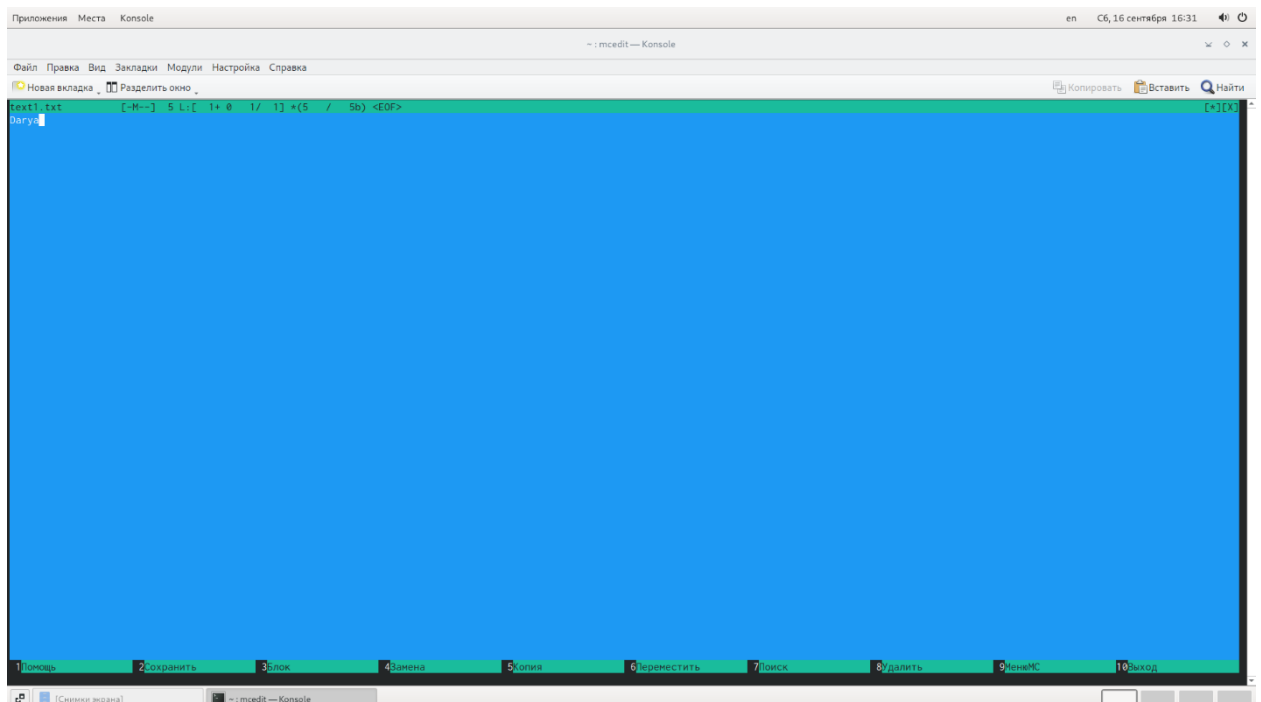 Приложения Места Konsole en Сб, 16 сентября 16:31
~ : mcedit — Konsole
Файл Правка Вид Закладки Модули Настройка Справка
Новая вкладка Разделить окно Копировать Вставить Найти
text1.txt [-M--] 5 L:[ 1+ 0 1/ 1] *(5 / 5b) <EOF> [*][X]
Darya
1Помощь 2Сохранить 3Блок 4Замена 5Копия 6Переместить 7Поиск 8Удалить 9МенюMC 10Выход
[Снимки экрана] ~ : mcedit — Konsole